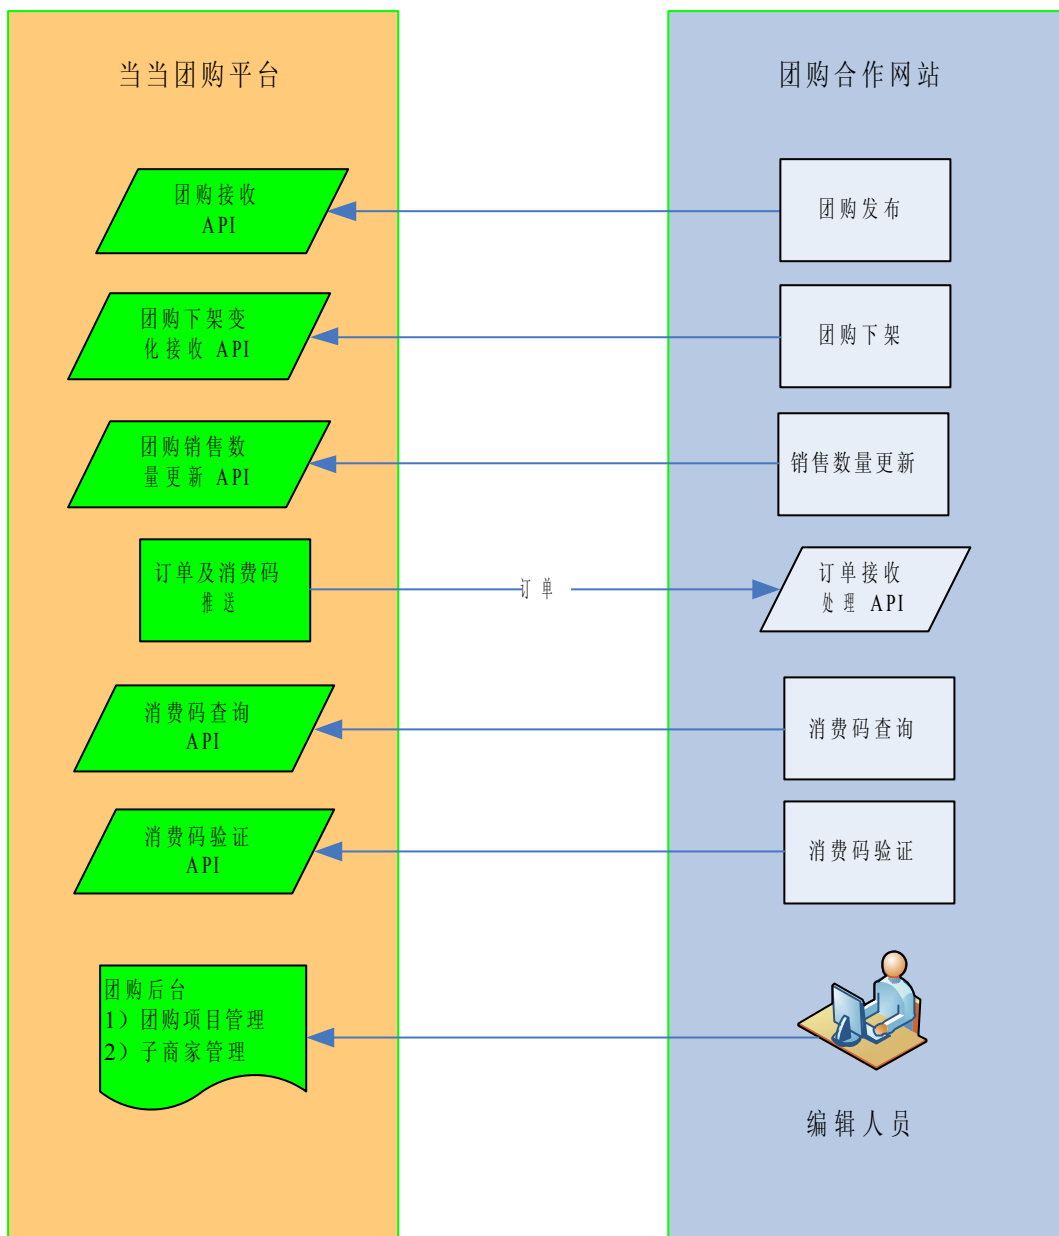 当当团购平台
团购合作网站
团购接收
API
团购发布
团购下架变
化接收 API
团购下架
团购销售数
量更新 API
销售数量更新
订单及消费码
推送
订单
订单接收
处理 API
消费码查询
API
消费码查询
消费码验证
API
消费码验证
团购后台
1）团购项目管理
2）子商家管理
编辑人员